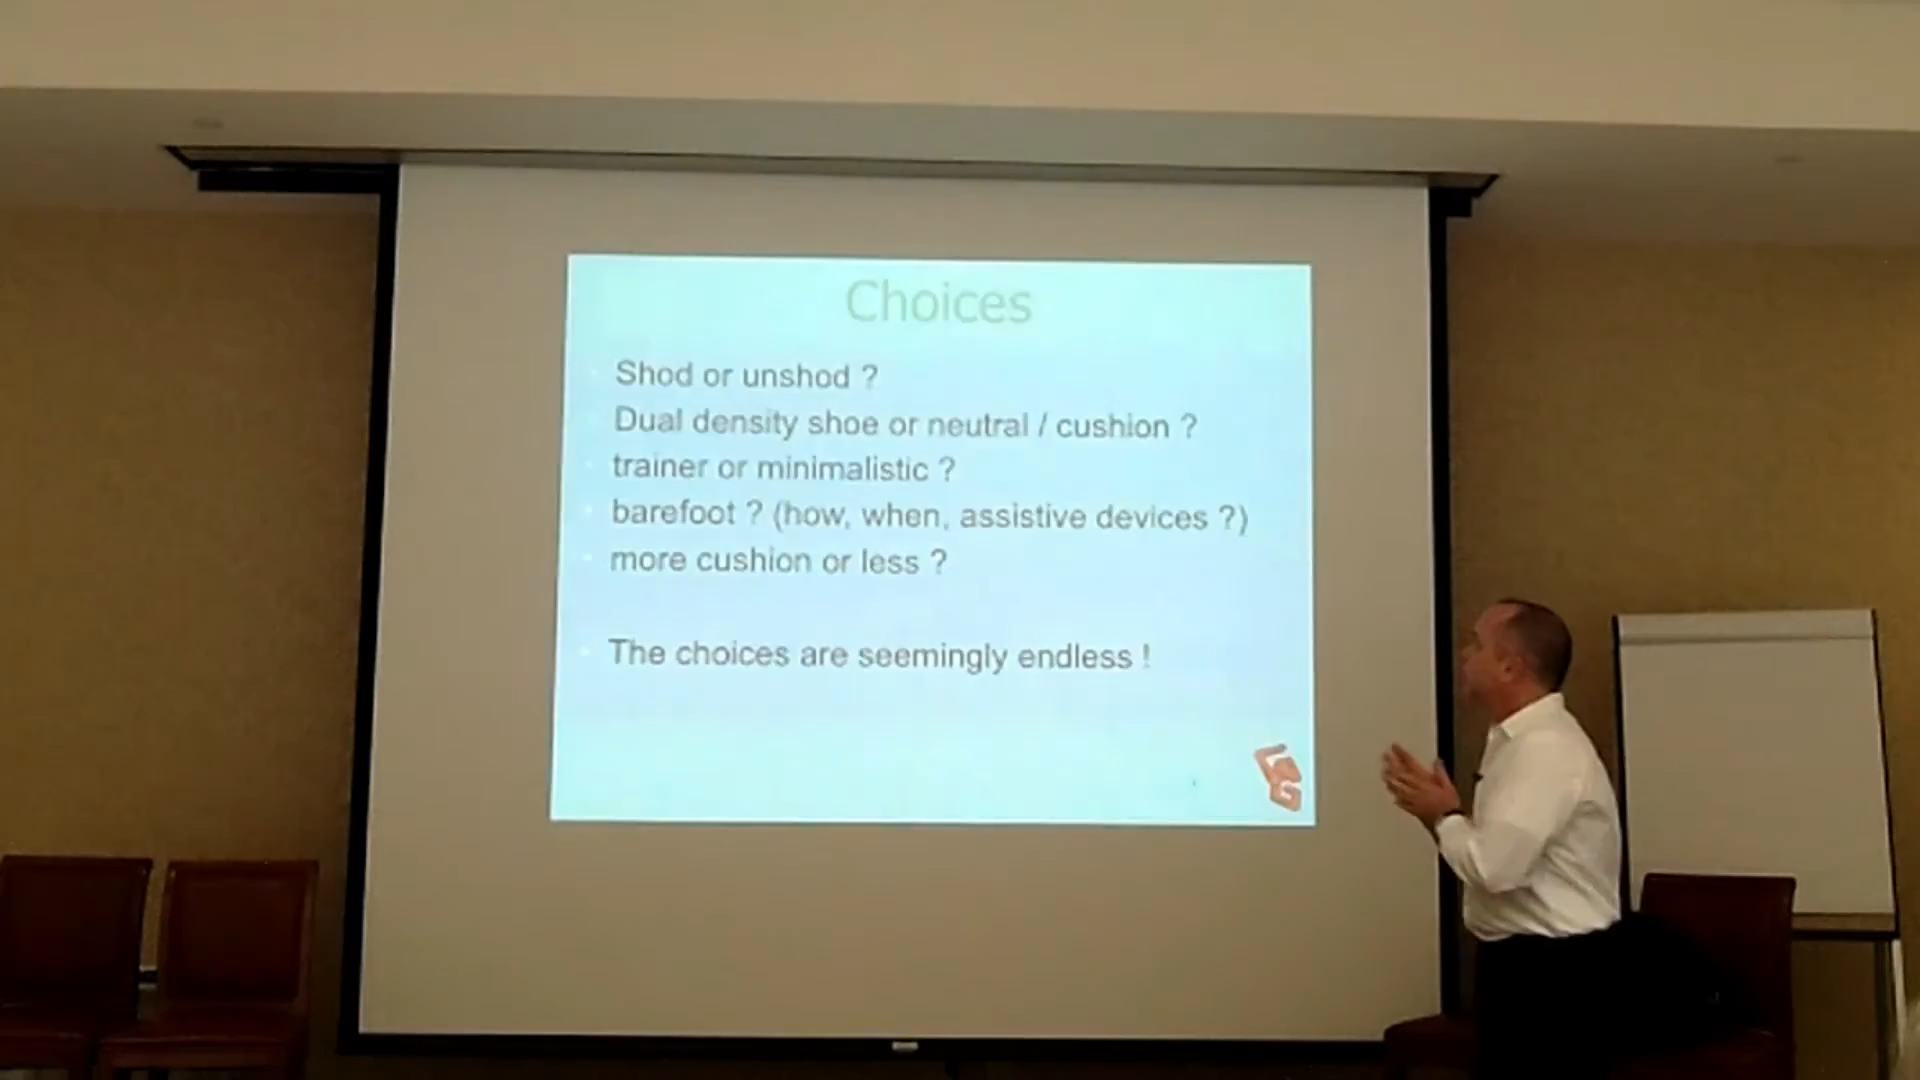 Choices
Shod or unshod ?
Dual density shoe or neutral / cushion ?
trainer or minimalistic ?
barefoot ? (how, when, assistive devices ?)
more cushion or less ?
The choices are seemingly endless !